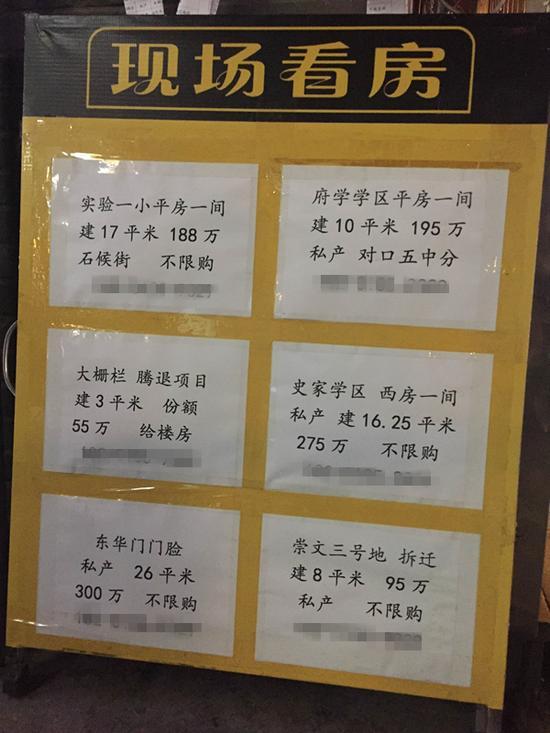 现场看房
实验一小平房一间
建17平米 188万
石候街 不限购
府学学区平房一间
建10平米 195万
私产 对口五中分
大栅栏 腾退项目
建3平米 份额
55万 给楼房
史家学区 西房一间
私产 建16.25平米
275万 不限购
东华门门脸
私产 26平米
300万 不限购
崇文三号地 拆迁
建8平米 95万
私产 不限购